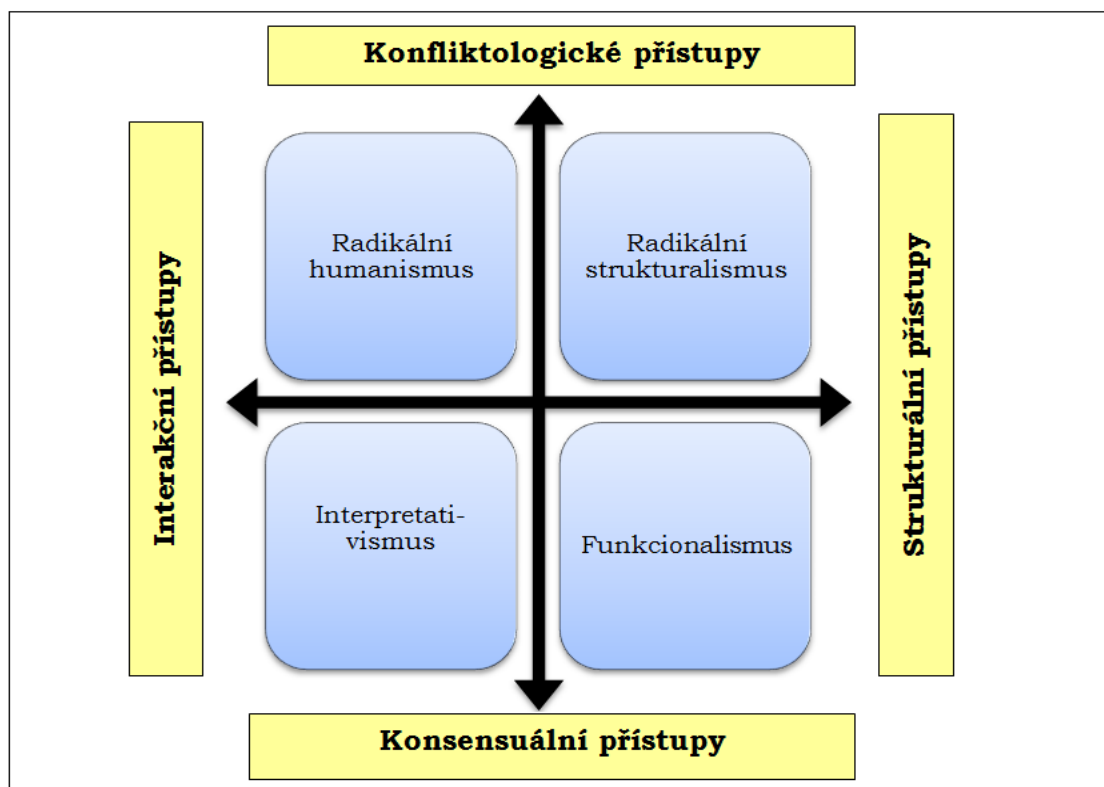 Konfliktologické přístupy
Interakční přístupy
Radikální
humanismus
Radikální
strukturalismus
Strukturální přístupy
Interpretati-
vismus
Funkcionalismus
Konsensuální přístupy